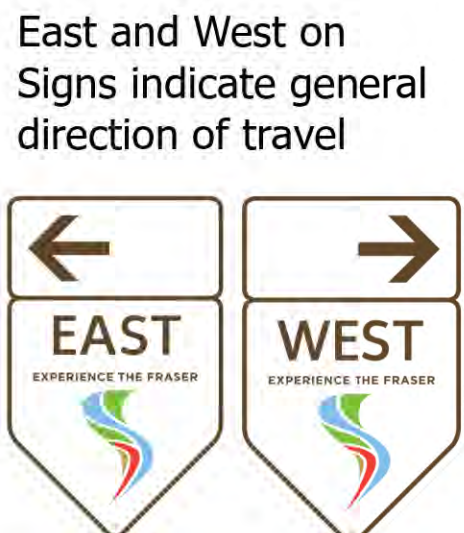 East and West on
Signs indicate general
direction of travel
EAST
EXPERIENCE THE FRASER
WEST
EXPERIENCE THE FRASER